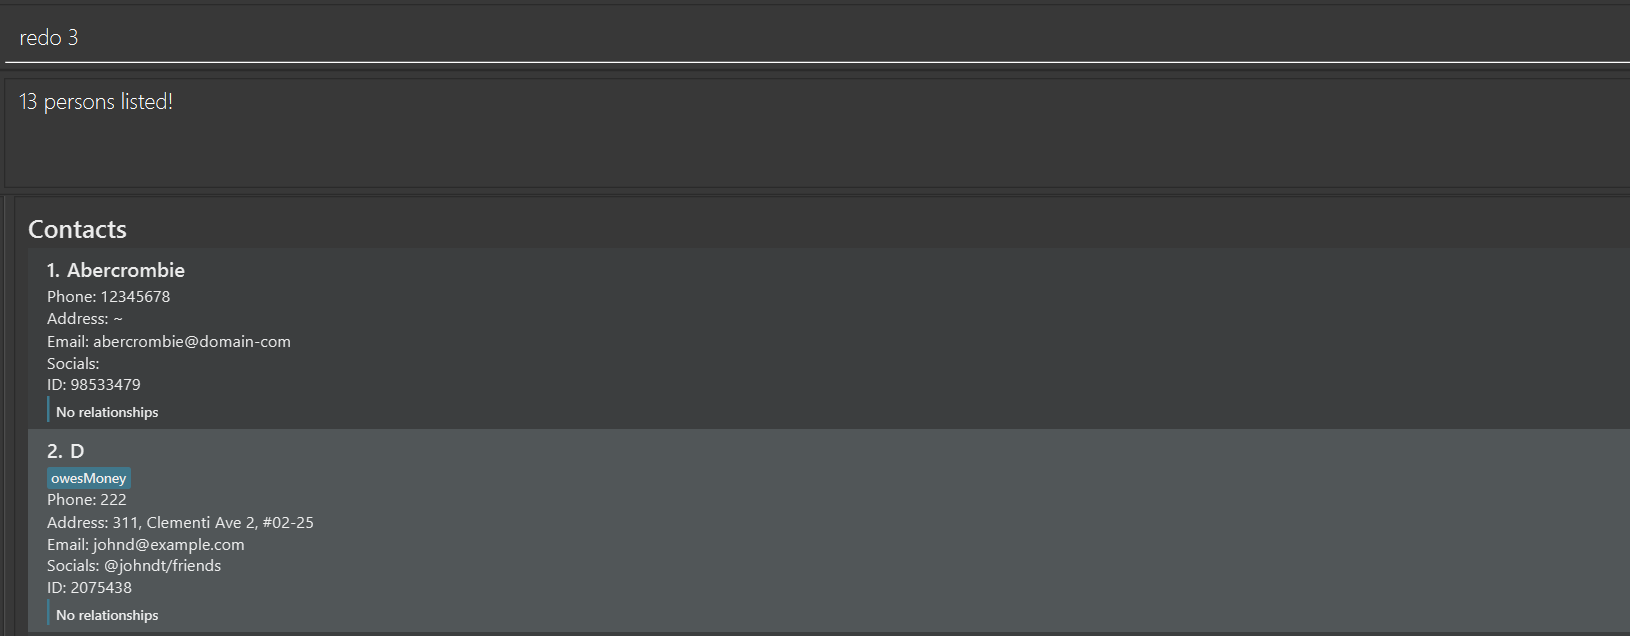 redo 3
13 persons listed!
Contacts
1. Abercrombie
Phone: 12345678
Address: ~
Email: abercrombie@domain-com
Socials:
ID: 98533479
No relationships
2. D
owesMoney
Phone: 222
Address: 311, Clementi Ave 2, #02-25
Email: johnd@example.com
Socials: @johndt/friends
ID: 2075438
No relationships